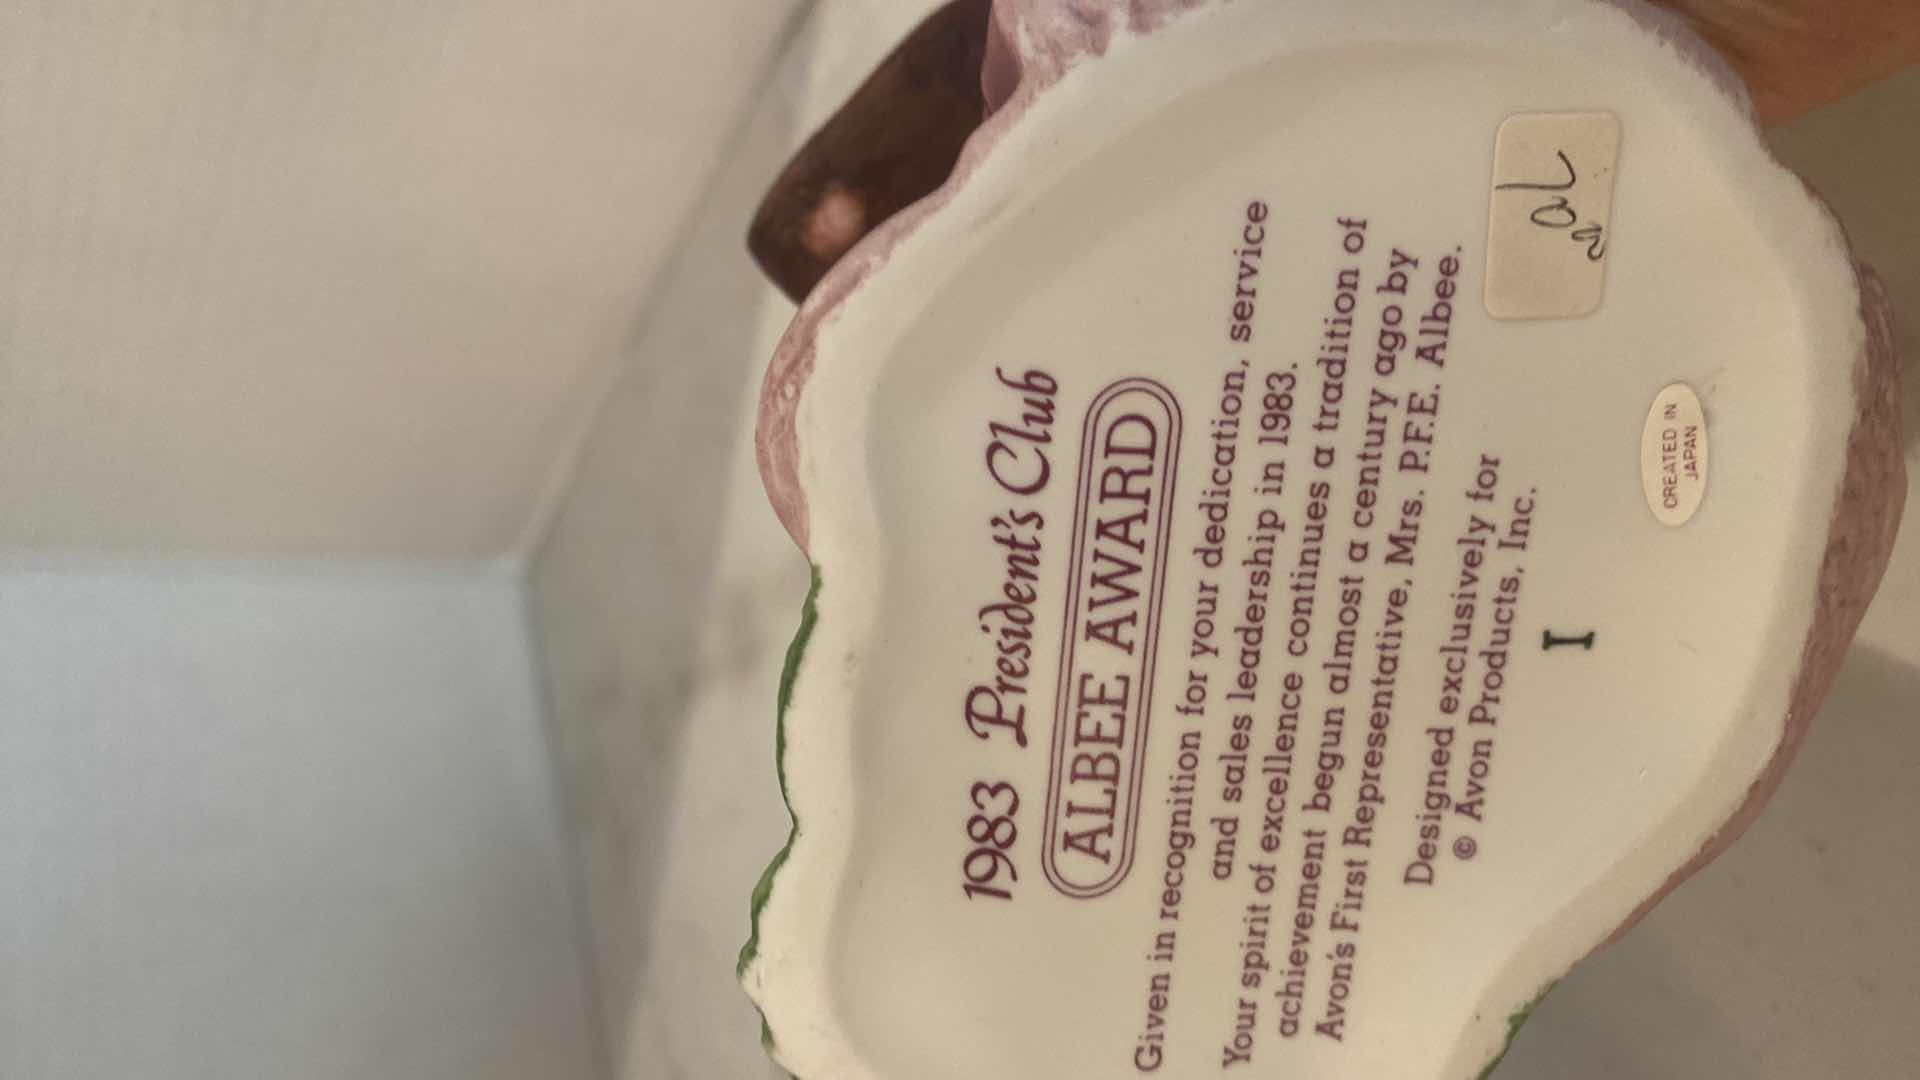 1983 President's Club
ALBEE AWARD
Given in recognition for your dedication, service
and sales leadership in 1983.
Your spirit of excellence continues a tradition of
achievement begun almost a century ago by
Avon's First Representative, Mrs. P.F.E. Albee.
Designed exclusively for
© Avon Products, Inc.
I
CREATED IN
JAPAN